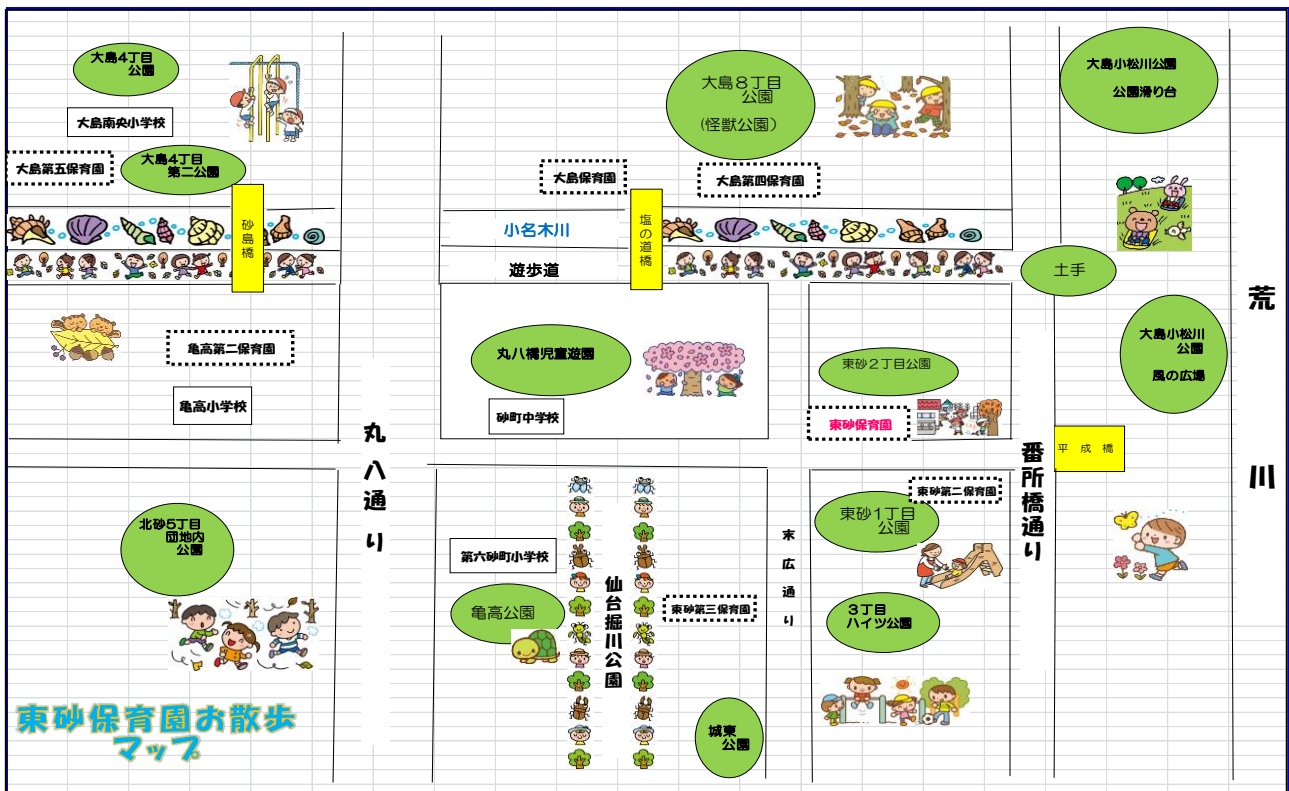 大島4丁目
公園
大島南央小学校
大島第五保育園
大島4丁目
第二公園
砂島橋
大島8丁目
公園
(怪獣公園)
大島保育園
大島第四保育園
小名木川
塩の道橋
遊歩道
大島小松川公園
公園滑り台
土手
荒川
大島小松川
公園
風の広場
亀高第二保育園
亀高小学校
丸八橋児童遊園
砂町中学校
東砂2丁目公園
東砂保育園
平成橋
丸八通り
番所橋通り
北砂5丁目
団地内
公園
第六砂町小学校
亀高公園
仙台掘川公園
東砂第三保育園
末広通り
東砂第二保育園
東砂1丁目
公園
3丁目
ハイツ公園
城東
公園
東砂保育園お散歩
マップ